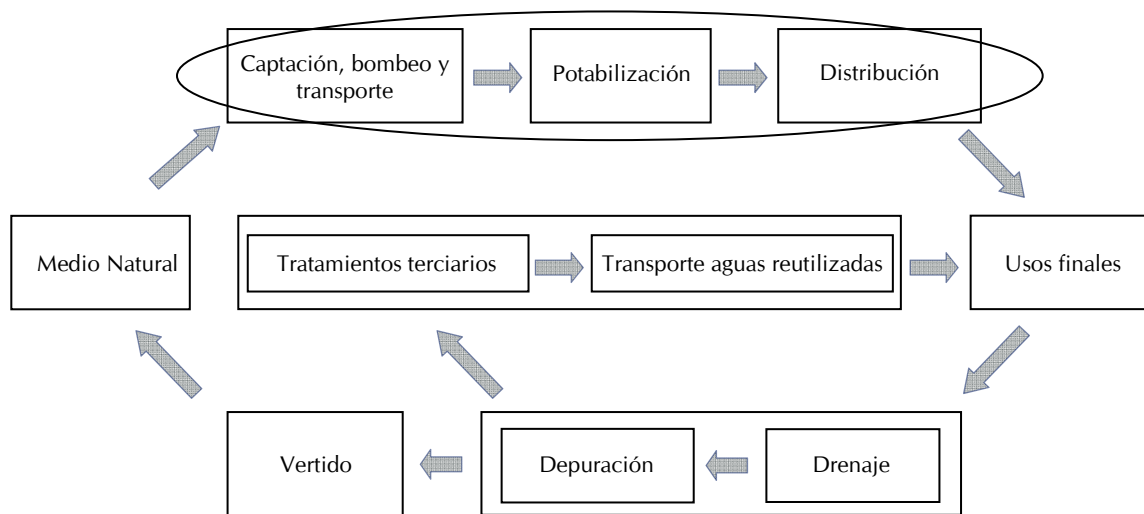 Captación, bombeo y
transporte
Potabilización
Distribución
Medio Natural
Tratamientos terciarios
Transporte aguas reutilizadas
Usos finales
Vertido
Depuración
Drenaje